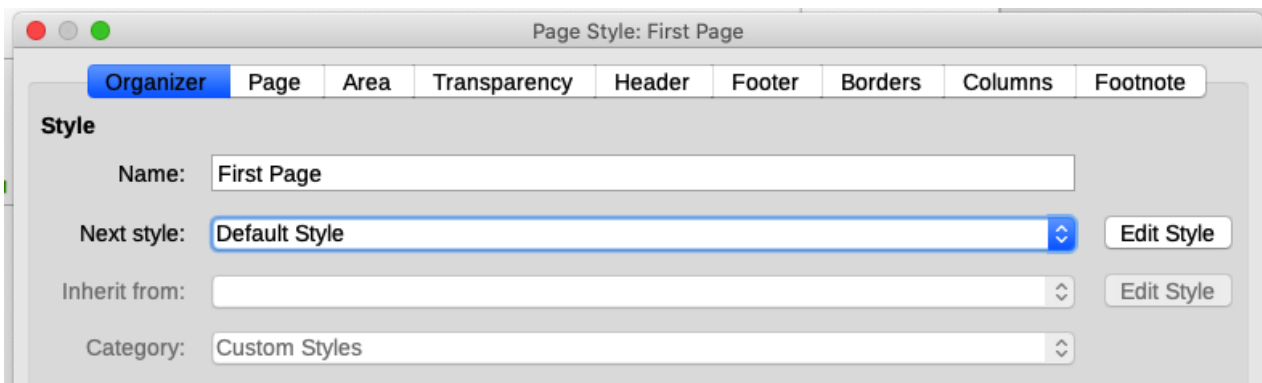 Page Style: First Page
Organizer Page Area Transparency Header Footer Borders Columns Footnote
Style
Name: First Page
Next style: Default Style Edit Style
Inherit from: Edit Style
Category: Custom Styles